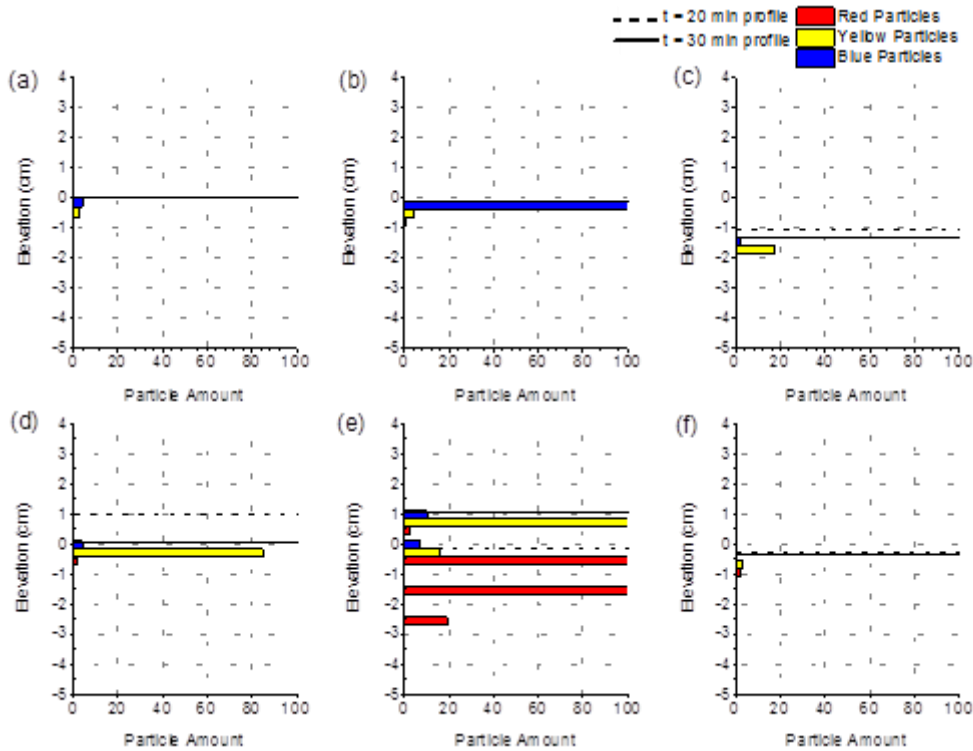 t = 20 min profile
t = 30 min profile
Red Particles
Yellow Particles
Blue Particles
(a)
(b)
(c)
4
3
2
1
0
-1
-2
-3
-4
-5
Elevation (cm)
0 20 40 60 80 100
Particle Amount
4
3
2
1
0
-1
-2
-3
-4
-5
Elevation (cm)
0 20 40 60 80 100
Particle Amount
4
3
2
1
0
-1
-2
-3
-4
-5
Elevation (cm)
0 20 40 60 80 100
Particle Amount
(d)
(e)
(f)
4
3
2
1
0
-1
-2
-3
-4
-5
Elevation (cm)
0 20 40 60 80 100
Particle Amount
4
3
2
1
0
-1
-2
-3
-4
-5
Elevation (cm)
0 20 40 60 80 100
Particle Amount
4
3
2
1
0
-1
-2
-3
-4
-5
Elevation (cm)
0 20 40 60 80 100
Particle Amount